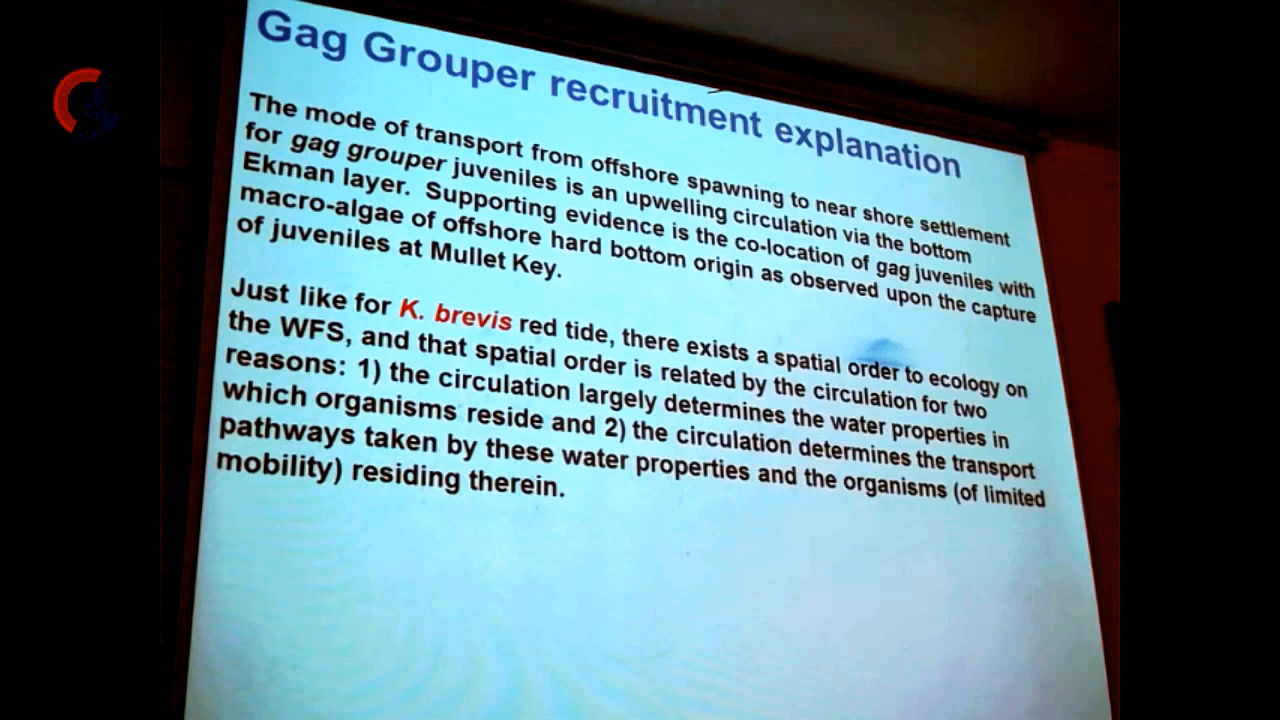 Gag Grouper recruitment explanation
The mode of transport from offshore spawning to near shore settlement
for gag grouper juveniles is an upwelling circulation via the bottom
Ekman layer. Supporting evidence is the co-location of gag juveniles with
macro-algae of offshore hard bottom origin as observed upon the capture
of juveniles at Mullet Key.
Just like for K. brevis red tide, there exists a spatial order to ecology on
the WFS, and that spatial order is related by the circulation for two
reasons: 1) the circulation largely determines the water properties in
which organisms reside and 2) the circulation determines the transport
pathways taken by these water properties and the organisms (of limited
mobility) residing therein.